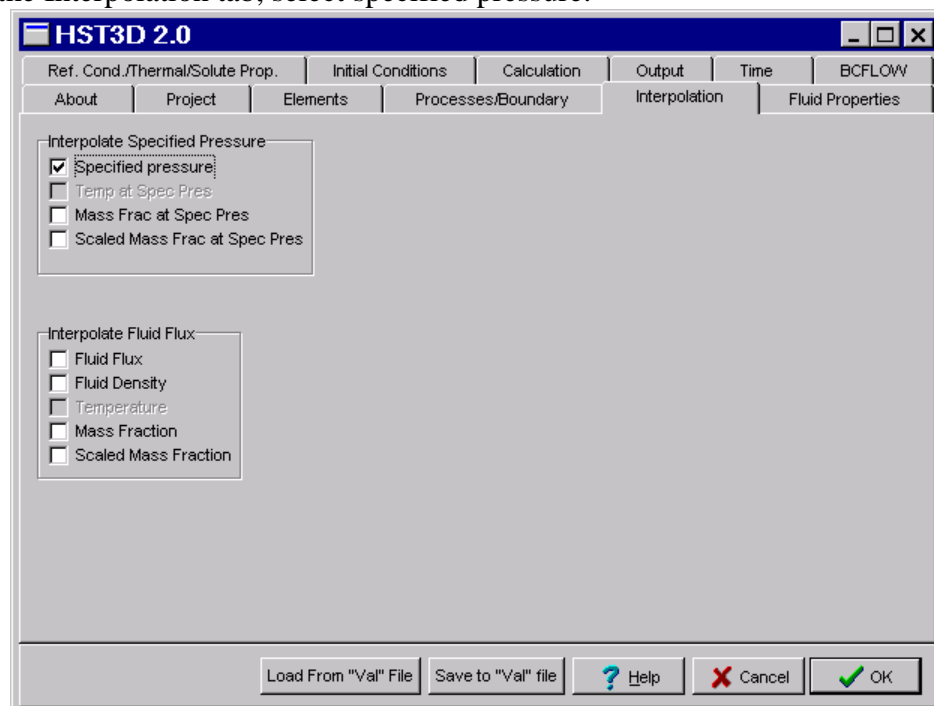 the Interpolation tab, select specified pressure.
HST3D 2.0
Ref. Cond./Thermal/Solute Prop. Initial Conditions Calculation Output Time BCFLOW
About Project Elements Processes/Boundary Interpolation Fluid Properties
Interpolate Specified Pressure
Specified pressure
Temp at Spec Pres
Mass Frac at Spec Pres
Scaled Mass Frac at Spec Pres
Interpolate Fluid Flux
Fluid Flux
Fluid Density
Temperature
Mass Fraction
Scaled Mass Fraction
Load From "Val" File Save to "Val" file Help Cancel OK